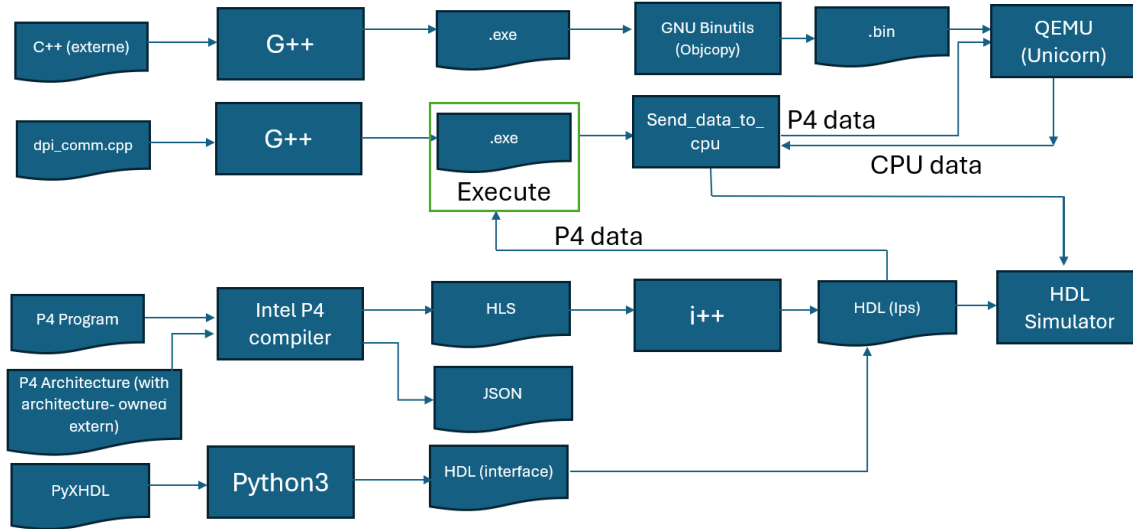 C++ (externe)
G++
.exe
GNU Binutils
(Objcopy)
.bin
QEMU
(Unicorn)
dpi_comm.cpp
G++
.exe
Execute
Send_data_to_
cpu
P4 data
CPU data
P4 data
P4 Program
Intel P4
compiler
HLS
i++
HDL (Ips)
HDL
Simulator
P4 Architecture (with
architecture- owned
extern)
JSON
PyXHDL
Python3
HDL (interface)